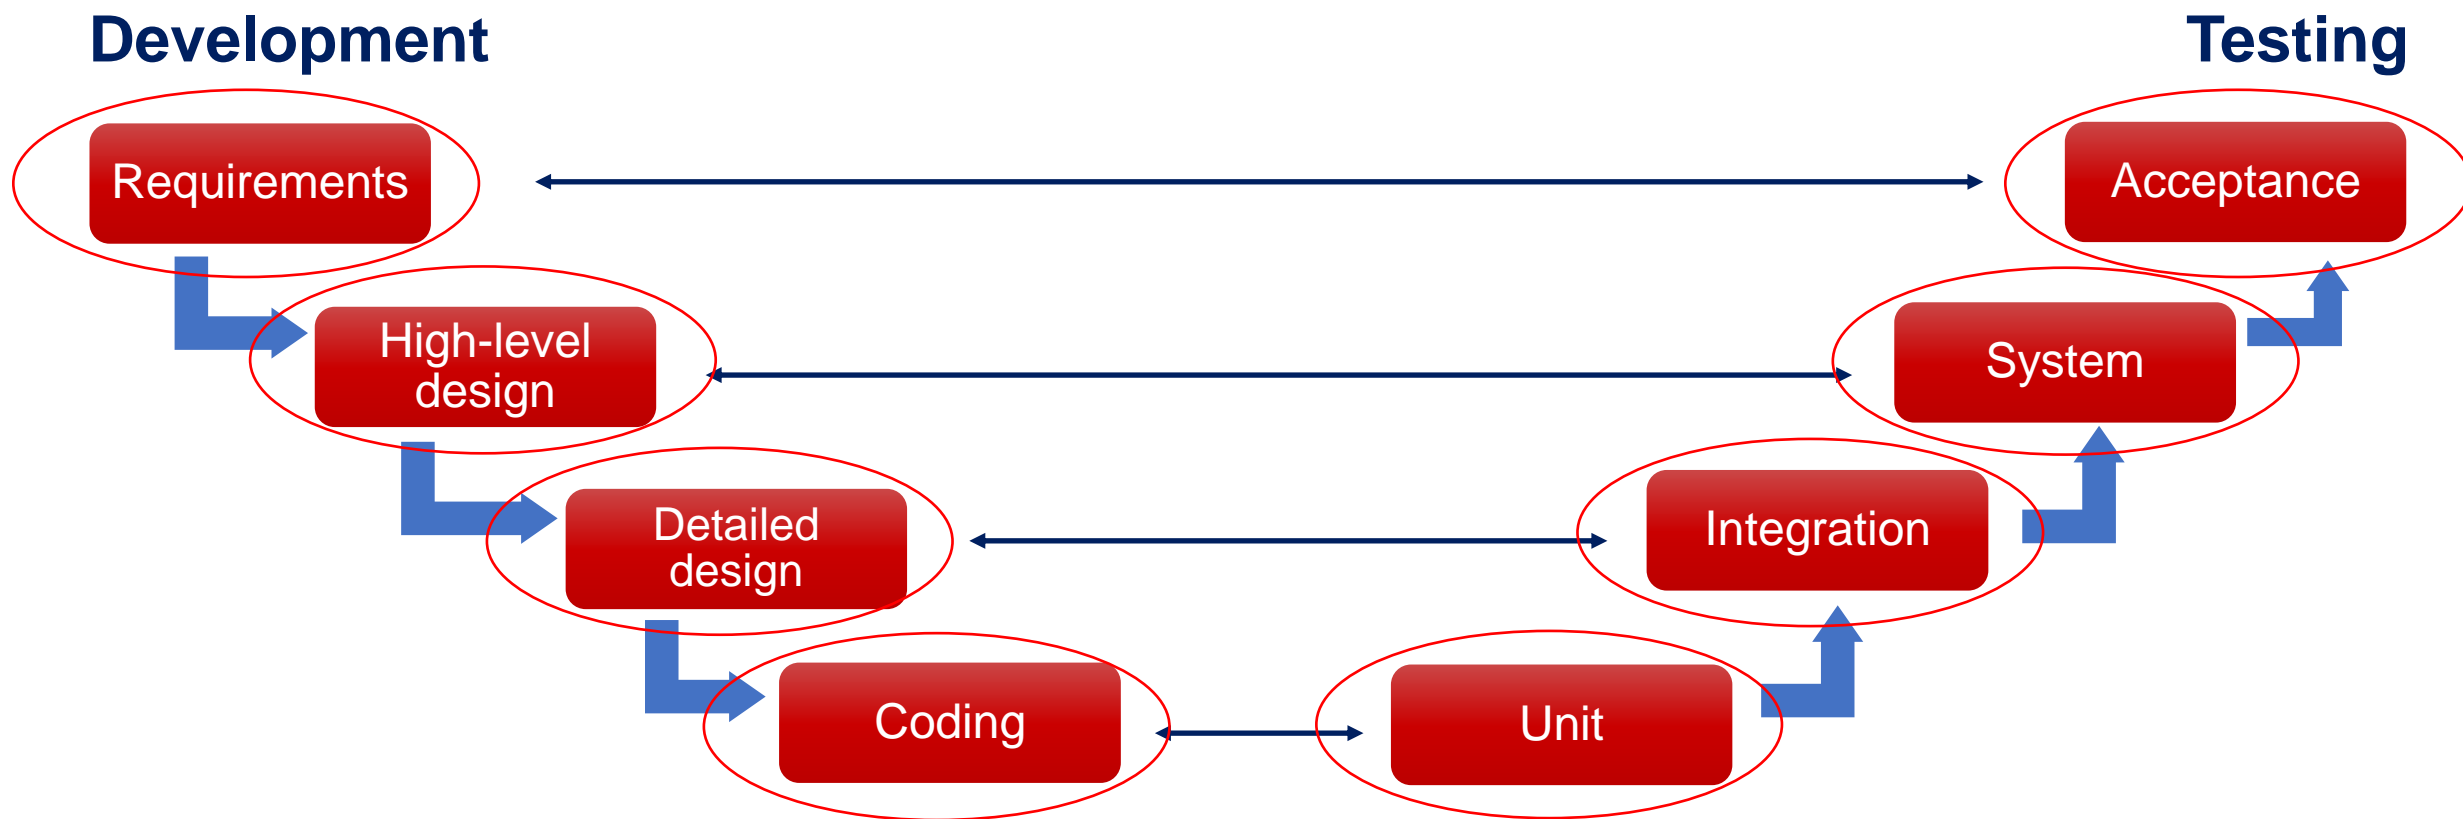 Development
Testing
Requirements
Acceptance
High-level
design
System
Detailed
design
Integration
Coding
Unit